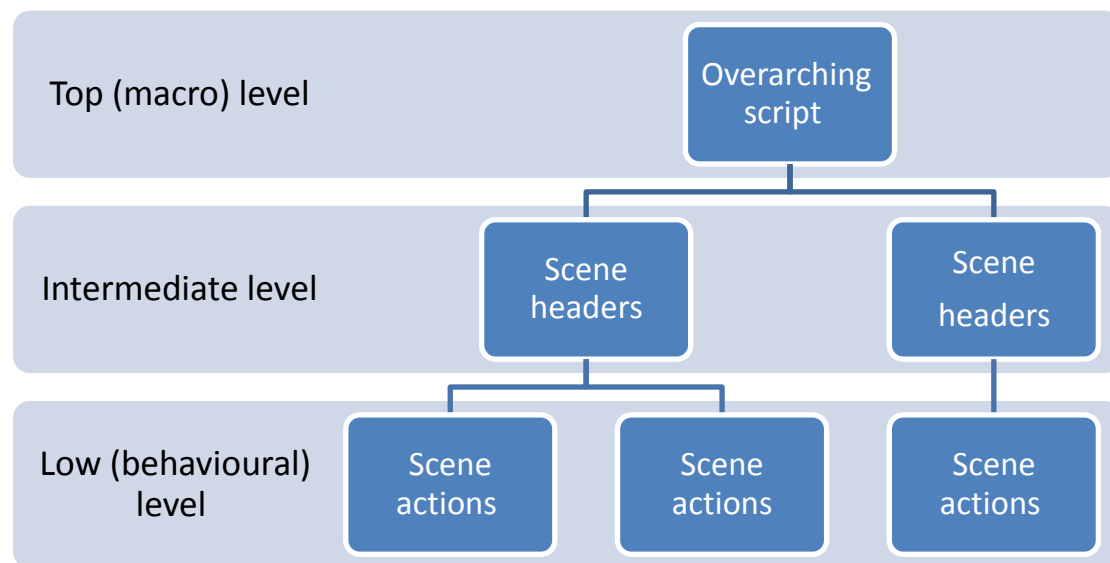 Top (macro) level
Overarching
script
Intermediate level
Scene
headers
Scene
headers
Low (behavioural)
level
Scene
actions
Scene
actions
Scene
actions